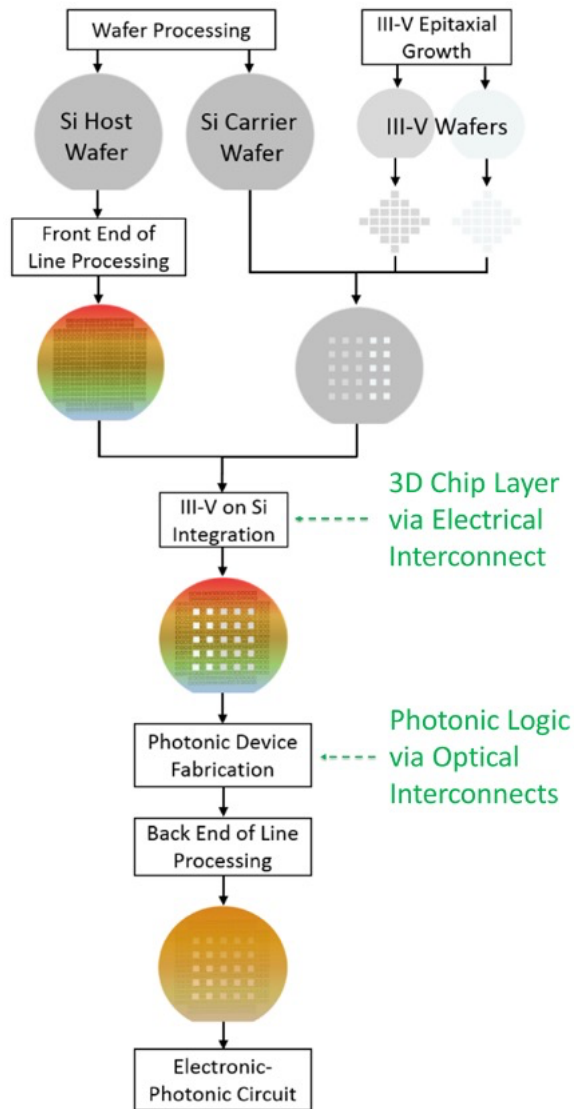 Wafer Processing
III-V Epitaxial
Growth
Si Host
Wafer
Si Carrier
Wafer
III-V Wafers
Front End of
Line Processing
III-V on Si
Integration
3D Chip Layer
via Electrical
Interconnect
Photonic Device
Fabrication
Photonic Logic
via Optical
Interconnects
Back End of Line
Processing
Electronic-
Photonic Circuit